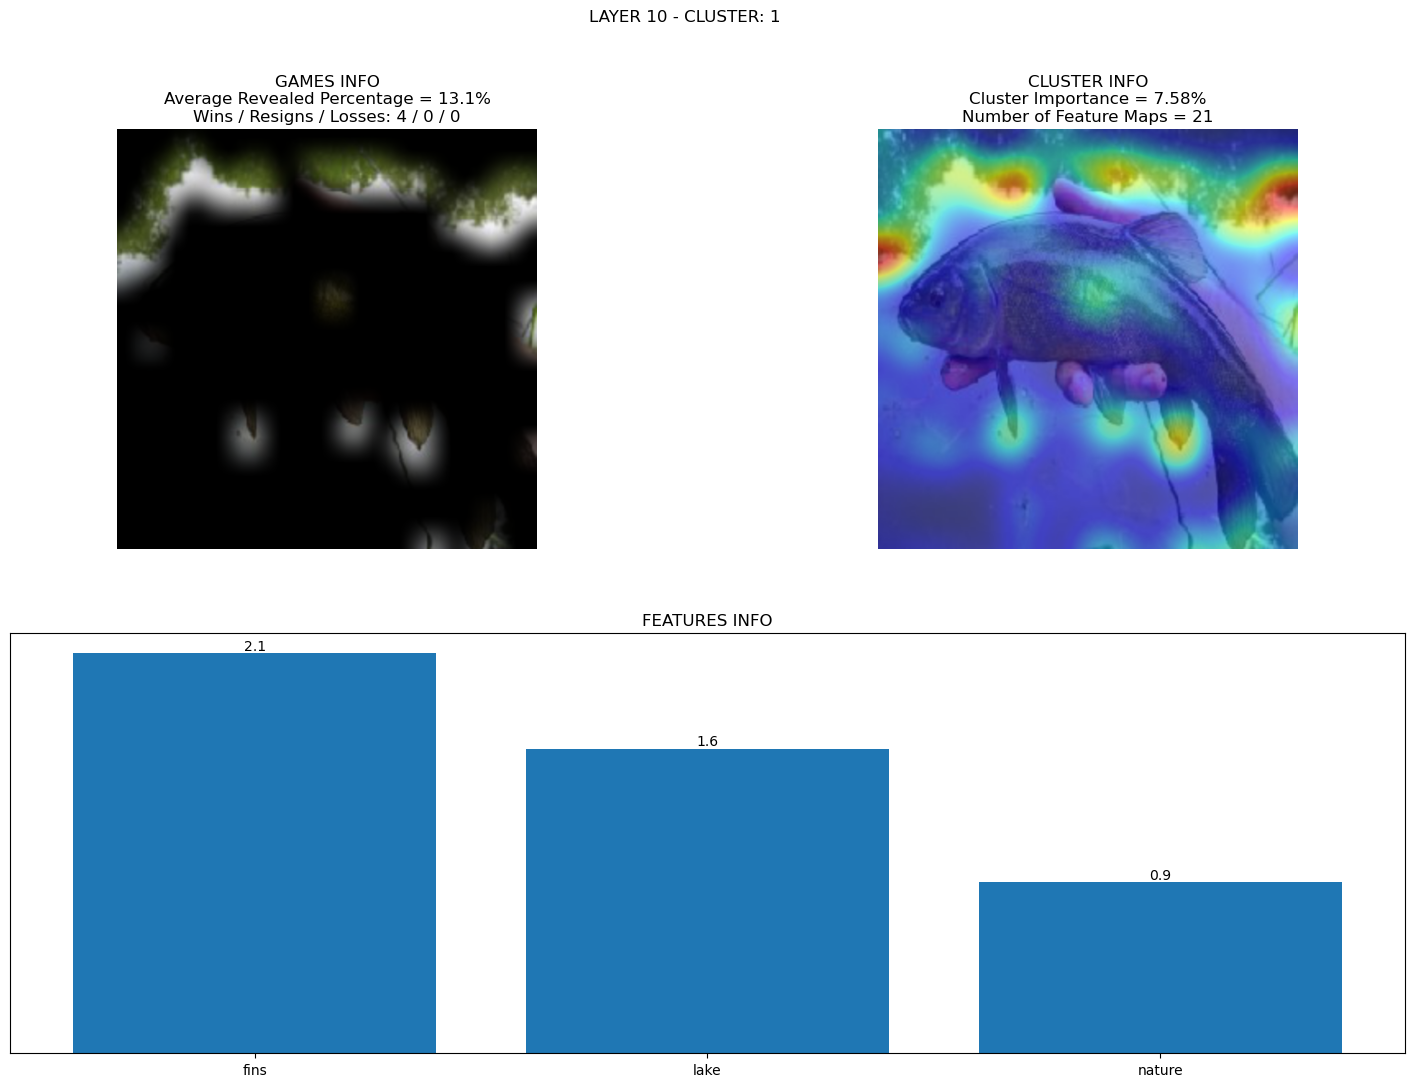 LAYER 10 - CLUSTER: 1
GAMES INFO
Average Revealed Percentage = 13.1%
Wins / Resigns / Losses: 4 / 0 / 0
CLUSTER INFO
Cluster Importance = 7.58%
Number of Feature Maps = 21
FEATURES INFO
2.1
1.6
0.9
fins
lake
nature